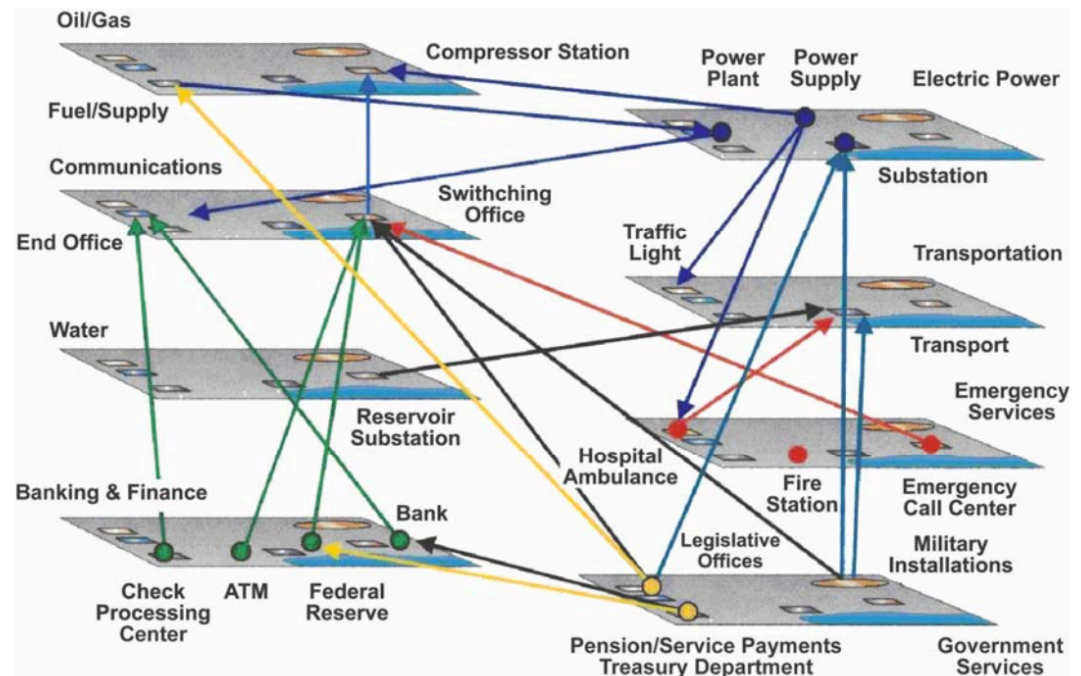 Oil/Gas
Compressor Station
Power
Plant
Power
Supply
Electric Power
Fuel/Supply
Communications
Substation
Swithching
Office
End Office
Traffic
Light
Transportation
Water
Transport
Reservoir
Substation
Emergency
Services
Hospital
Ambulance
Banking & Finance
Fire
Station
Emergency
Call Center
Bank
Legislative
Offices
Military
Installations
Check
Processing
Center
ATM
Federal
Reserve
Pension/Service Payments
Treasury Department
Government
Services